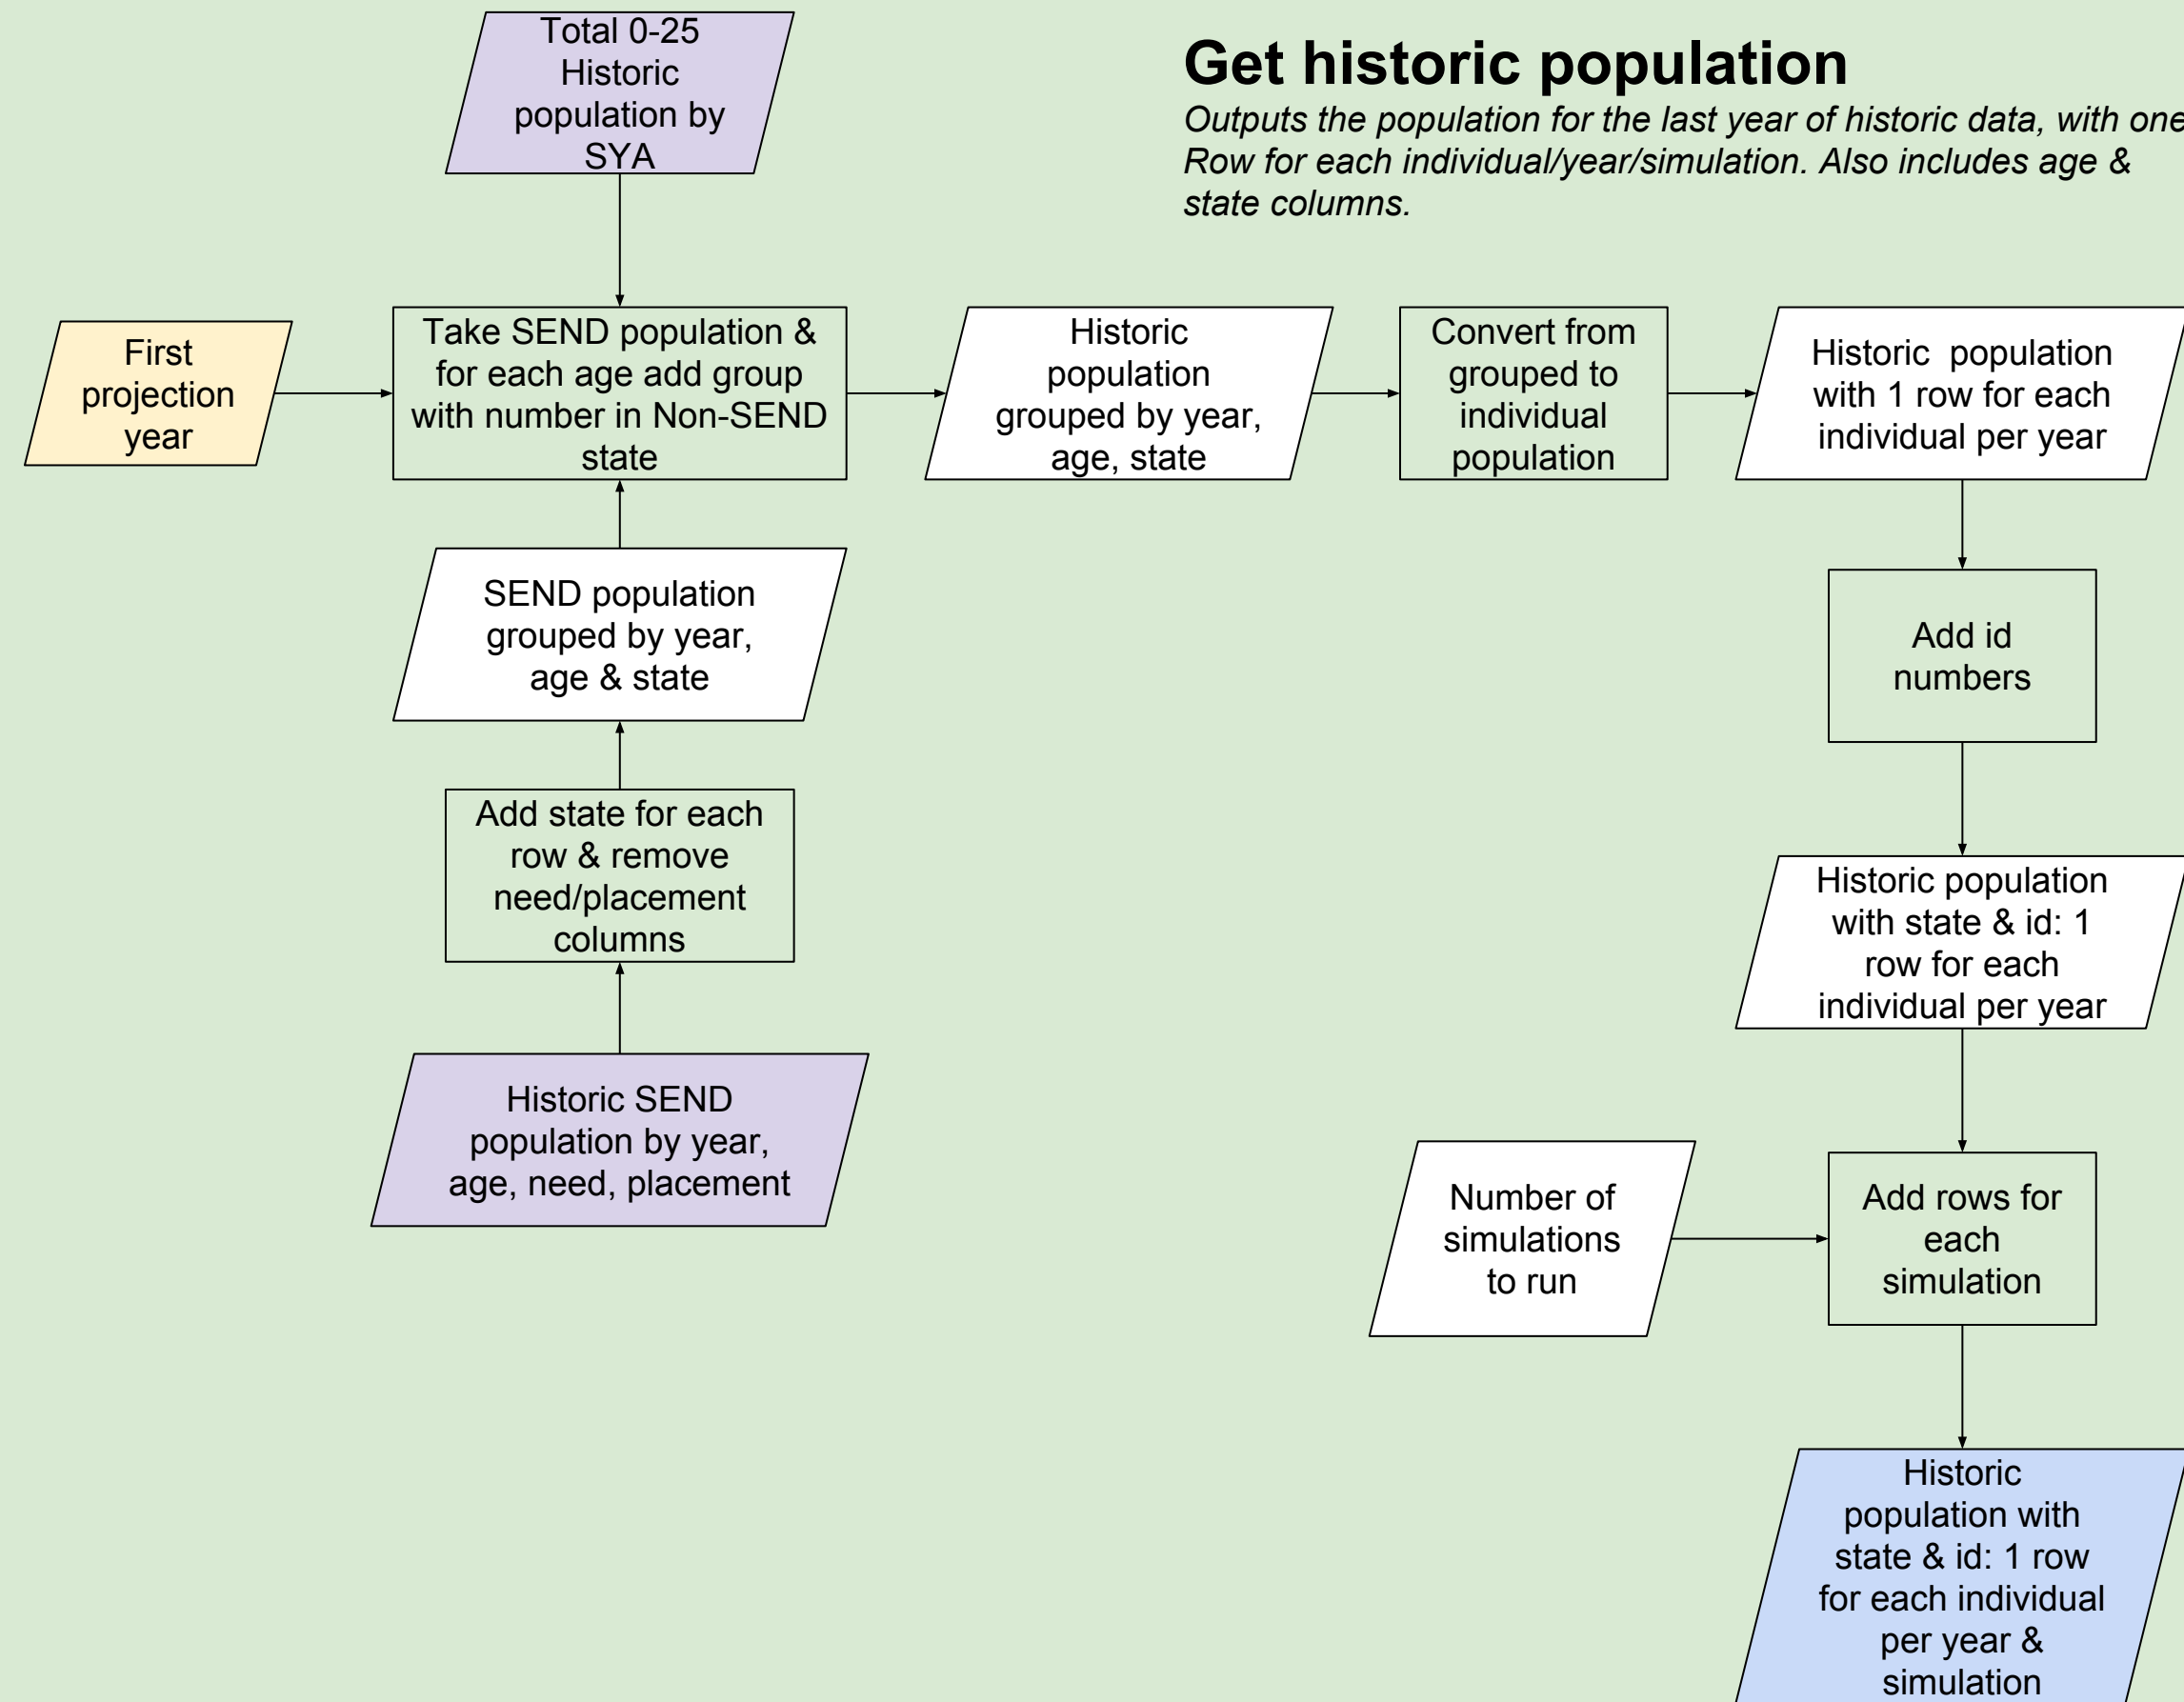 Total 0-25
Historic
population by
SYA
Get historic population
Outputs the population for the last year of historic data, with one
Row for each individual/year/simulation. Also includes age &
state columns.
First
projection
year
Take SEND population &
for each age add group
with number in Non-SEND
state
Historic
population
grouped by year,
age, state
Convert from
grouped to
individual
population
Historic  population
with 1 row for each
individual per year
SEND population
grouped by year,
age & state
Add id
numbers
Add state for each
row & remove
need/placement
columns
Historic population
with state & id: 1
row for each
individual per year
Historic SEND
population by year,
age, need, placement
Number of
simulations
to run
Add rows for
each
simulation
Historic
population with
state & id: 1 row
for each individual
per year &
simulation